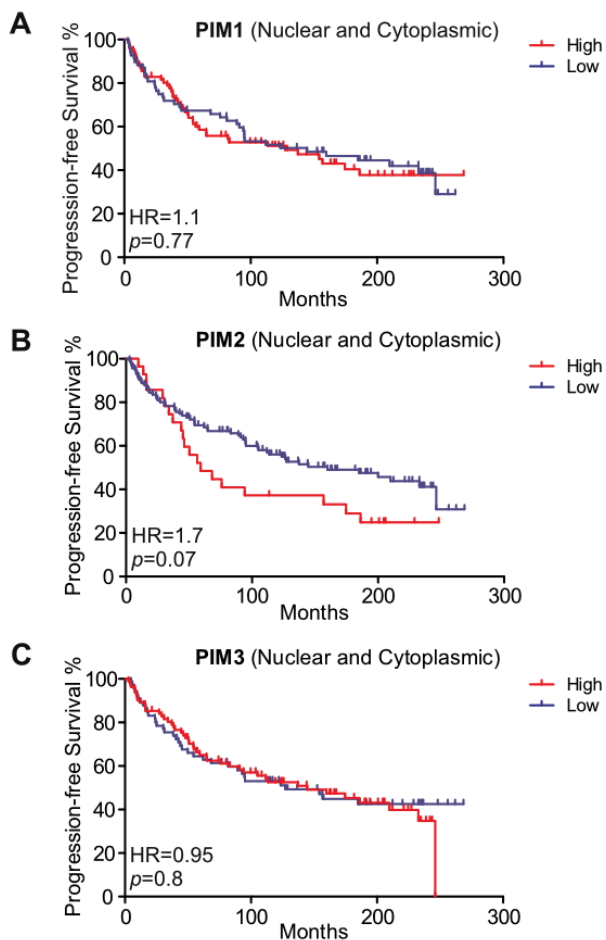 A
PIM1 (Nuclear and Cytoplasmic)
Progresssion-free Survival %
100
80
60
40
20
0
0
100
200
300
Months
HR=1.1
p=0.77
High
Low
B
PIM2 (Nuclear and Cytoplasmic)
Progression-free Survival %
100
80
60
40
20
0
0
100
200
300
Months
HR=1.7
p=0.07
High
Low
C
PIM3 (Nuclear and Cytoplasmic)
Progression-free Survival %
100
80
60
40
20
0
0
100
200
300
Months
HR=0.95
p=0.8
High
Low